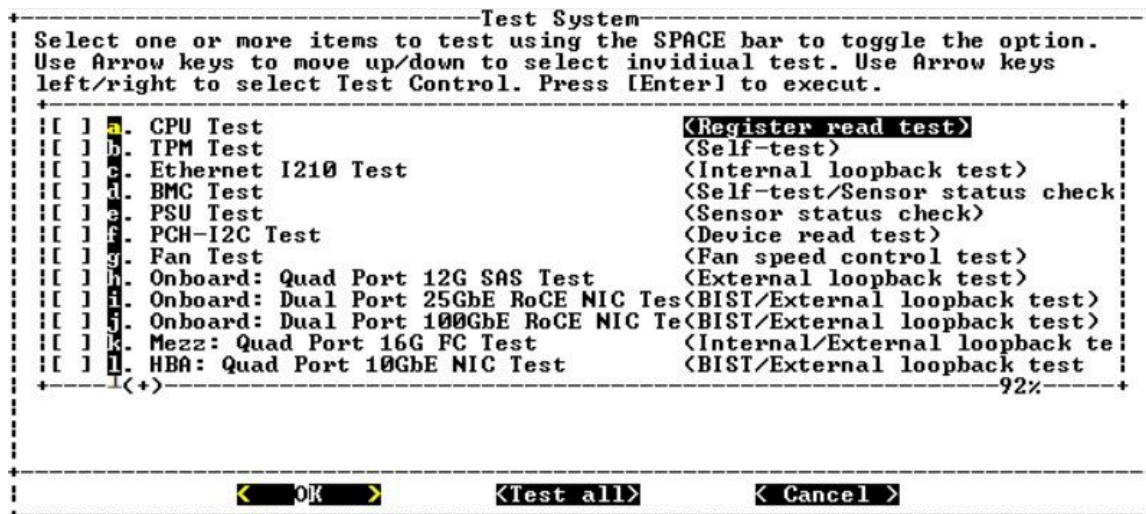 Test System
Select one or more items to test using the SPACE bar to toggle the option.
Use Arrow keys to move up/down to select invidiual test. Use Arrow keys
left/right to select Test Control. Press [Enter] to execut.
[ ] a. CPU Test (Register read test)
[ ] b. TPM Test (Self-test)
[ ] c. Ethernet I210 Test (Internal loopback test)
[ ] d. BMC Test (Self-test/Sensor status check
[ ] e. PSU Test (Sensor status check)
[ ] f. PCH-I2C Test (Device read test)
[ ] g. Fan Test (Fan speed control test)
[ ] h. Onboard: Quad Port 12G SAS Test (External loopback test)
[ ] i. Onboard: Dual Port 25GbE RoCE NIC Tes(BIST/External loopback test)
[ ] j. Onboard: Dual Port 100GbE RoCE NIC Te(BIST/External loopback test)
[ ] k. Mezz: Quad Port 16G FC Test (Internal/External loopback te
[ ] l. HBA: Quad Port 10GbE NIC Test (BIST/External loopback test
(+) 92%
< OK > <Test all> < Cancel >